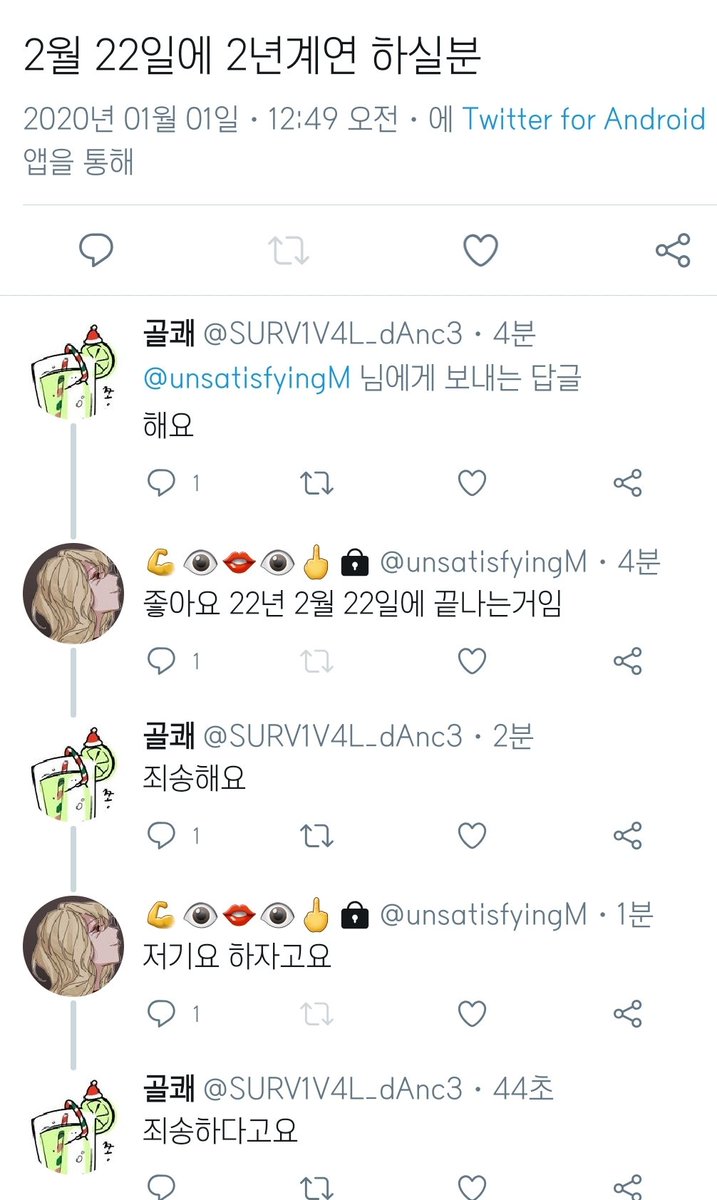 2월 22일에 2년계연 하실분
2020년 01월 01일 · 12:49 오전 · 에 Twitter for Android
앱을 통해
골쾌 @SURV1V4L_dAnc3 · 4분
@unsatisfyingM 님에게 보내는 답글
해요
1
💪👁👄👁🖕🔒 @unsatisfyingM · 4분
좋아요 22년 2월 22일에 끝나는거임
1
골쾌 @SURV1V4L_dAnc3 · 2분
죄송해요
1
💪👁👄👁🖕🔒 @unsatisfyingM · 1분
저기요 하자고요
1
골쾌 @SURV1V4L_dAnc3 · 44초
죄송하다고요